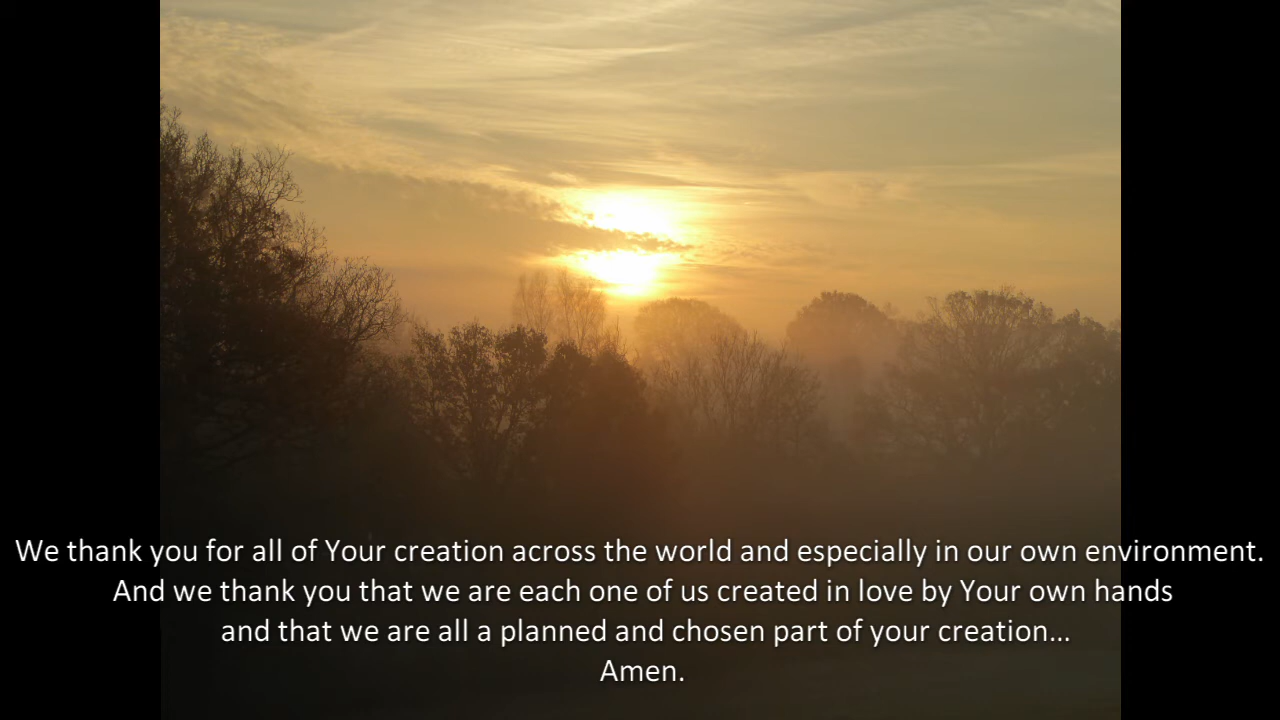 We thank you for all of Your creation across the world and especially in our own environment.
And we thank you that we are each one of us created in love by Your own hands
and that we are all a planned and chosen part of your creation...
Amen.